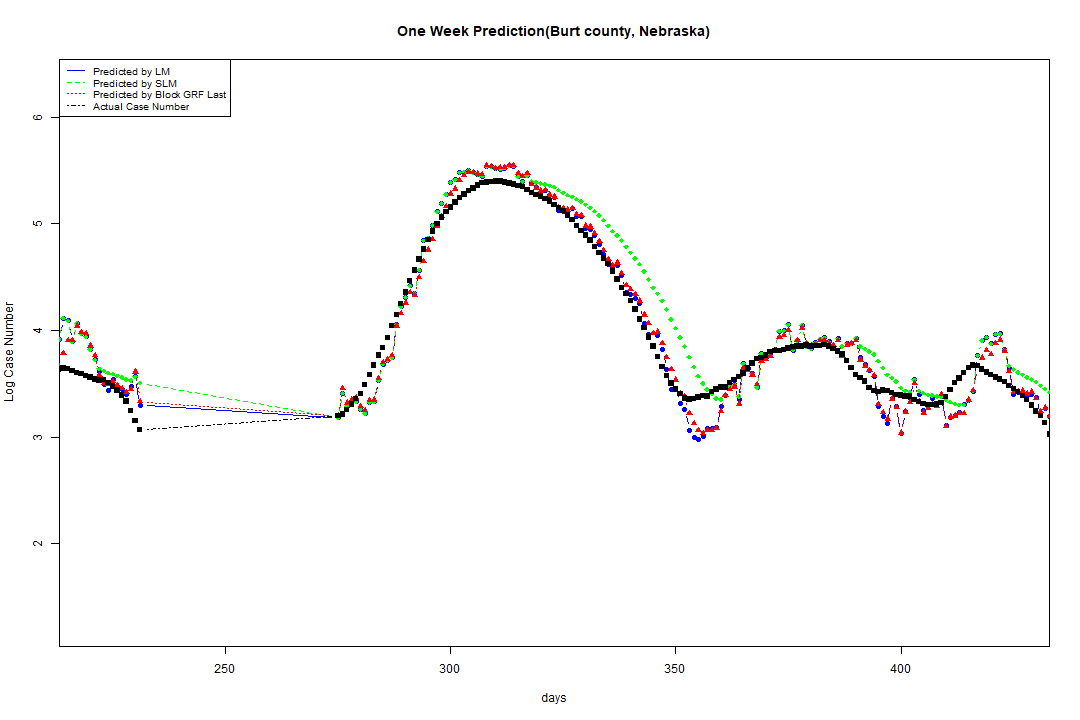 One Week Prediction(Burt county, Nebraska)
Predicted by LM
Predicted by SLM
Predicted by Block GRF Last
Actual Case Number
6
5
4
3
2
Log Case Number
250
300
350
400
days